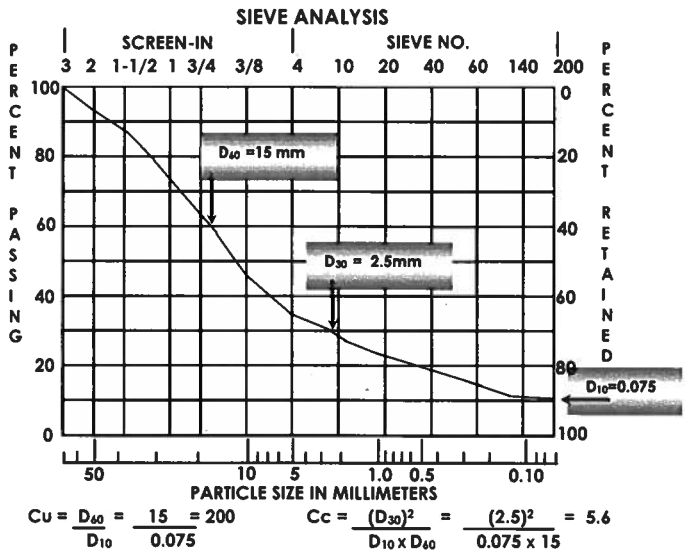 SIEVE ANALYSIS
SCREEN-IN
SIEVE NO.
3 2 1-1/2 1 3/4 3/8 4 10 20 40 60 140 200
PERCENT PASSING
100
80
60
40
20
0
D60 =15 mm
D30 = 2.5mm
D10=0.075
0
20
40
60
80
100
PERCENT RETAINED
50 10 5 1.0 0.5 0.10
PARTICLE SIZE IN MILLIMETERS
Cu = D60 / D10 = 15 / 0.075 = 200
Cc = (D30)² / D10 x D60 = (2.5)² / 0.075 x 15 = 5.6